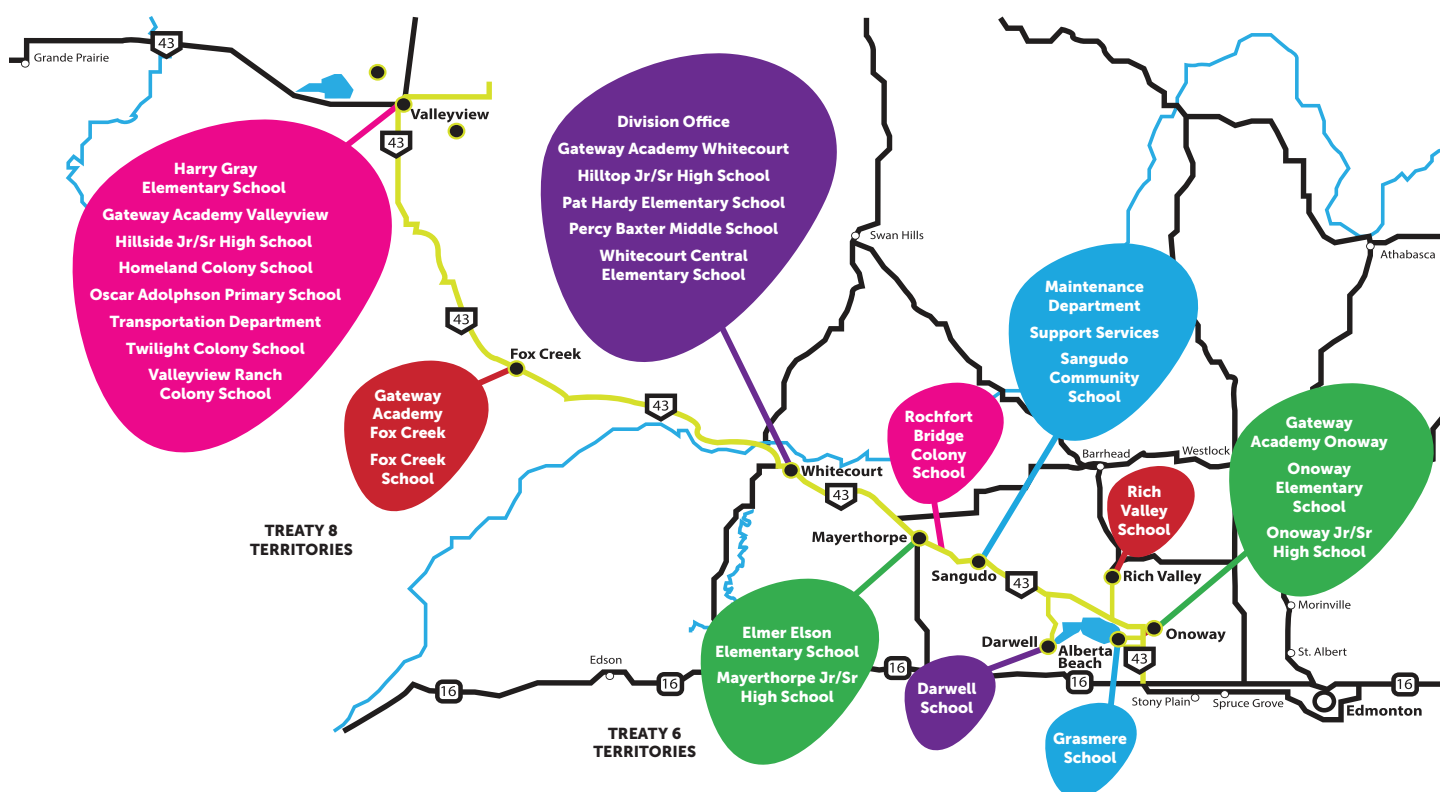 43
Grande Prairie
Valleyview
43
Harry Gray
Elementary School
Gateway Academy Valleyview
Hillside Jr/Sr High School
Homeland Colony School
Oscar Adolphson Primary School
Transportation Department
Twilight Colony School
Valleyview Ranch
Colony School
Division Office
Gateway Academy Whitecourt
Hilltop Jr/Sr High School
Pat Hardy Elementary School
Percy Baxter Middle School
Whitecourt Central
Elementary School
Swan Hills
Athabasca
Maintenance
Department
Support Services
Sangudo
Community
School
43
Fox Creek
Gateway
Academy
Fox Creek
Fox Creek
School
43
Rochfort
Bridge
Colony
School
Gateway
Academy Onoway
Onoway
Elementary
School
Onoway Jr/Sr
High School
Barrhead
Westlock
Whitecourt
43
Rich
Valley
School
TREATY 8
TERRITORIES
Mayerthorpe
Sangudo
43
Rich Valley
Morinville
Elmer Elson
Elementary School
Mayerthorpe Jr/Sr
High School
Darwell
Alberta
Beach
Onoway
43
St. Albert
Edson
16
16
16
16
16
Darwell
School
Stony Plain
Spruce Grove
Edmonton
TREATY 6
TERRITORIES
Grasmere
School